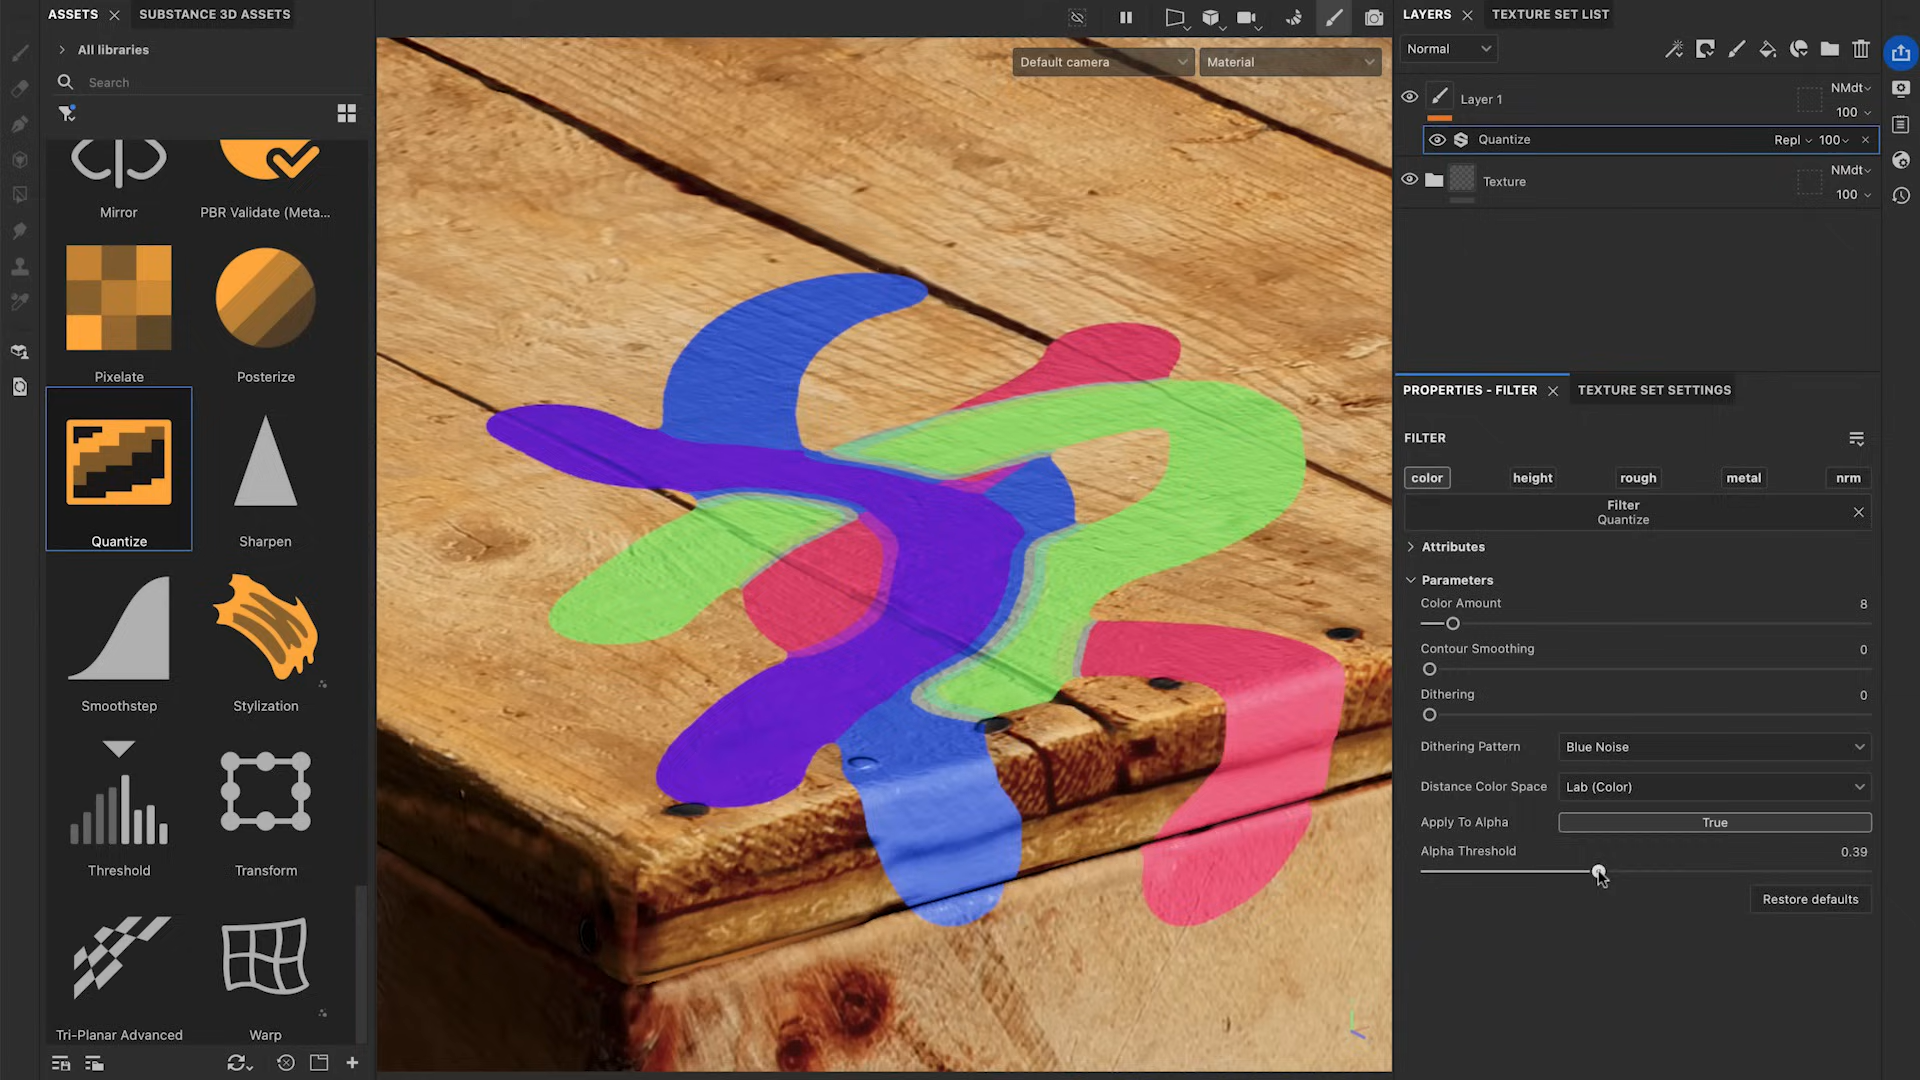 ASSETS
SUBSTANCE 3D ASSETS
All libraries
Search
Mirror
PBR Validate (Meta...
Pixelate
Posterize
Quantize
Sharpen
Smoothstep
Stylization
Threshold
Transform
Tri-Planar Advanced
Warp
Default camera
Material
LAYERS
TEXTURE SET LIST
Normal
Layer 1
NMdt
100
Quantize
Repl
100
Texture
NMdt
100
PROPERTIES - FILTER
TEXTURE SET SETTINGS
FILTER
color
height
rough
metal
nrm
Filter
Quantize
Attributes
Parameters
Color Amount
8
Contour Smoothing
0
Dithering
0
Dithering Pattern
Blue Noise
Distance Color Space
Lab (Color)
Apply To Alpha
True
Alpha Threshold
0.39
Restore defaults